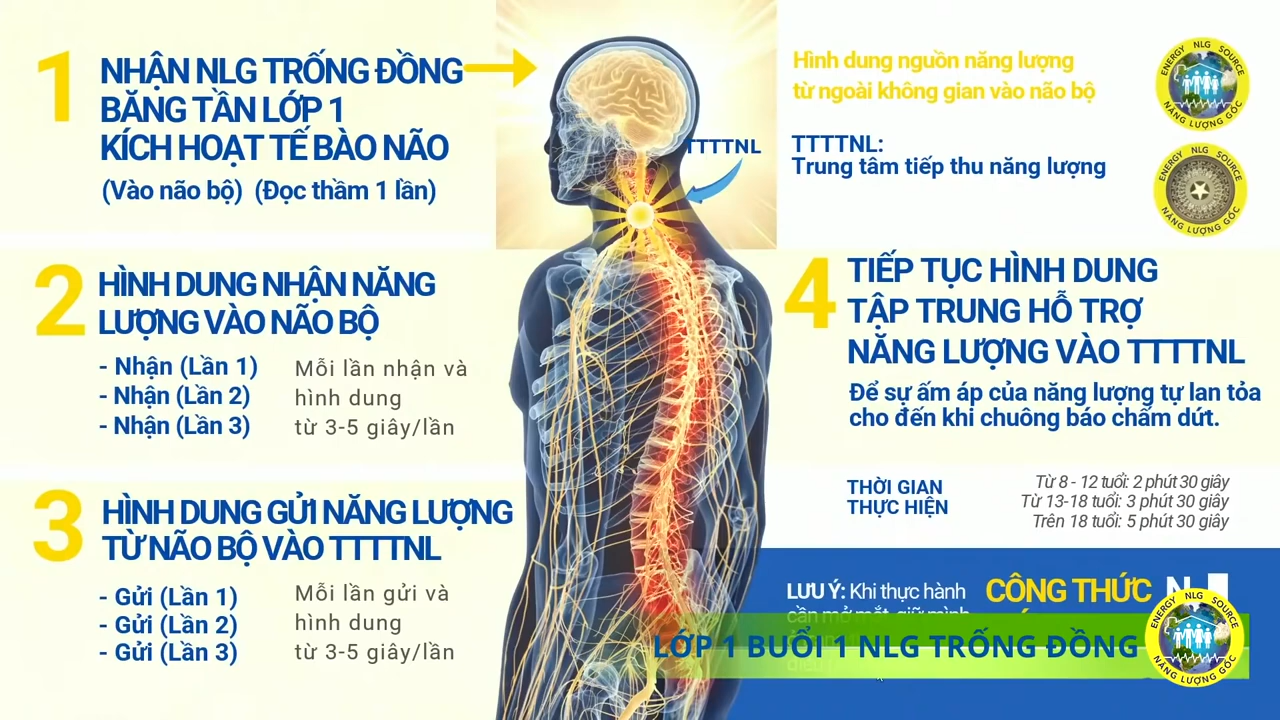 1
NHẬN NLG TRỐNG ĐỒNG
BĂNG TẦN LỚP 1
KÍCH HOẠT TẾ BÀO NÃO
(Vào não bộ) (Đọc thầm 1 lần)
TTTTNL
Hình dung nguồn năng lượng
từ ngoài không gian vào não bộ
TTTTNL:
Trung tâm tiếp thu năng lượng
ENERGY NLG SOURCE
NĂNG LƯỢNG GỐC
ENERGY NLG SOURCE
NĂNG LƯỢNG GỐC
2
HÌNH DUNG NHẬN NĂNG
LƯỢNG VÀO NÃO BỘ
- Nhận (Lần 1)
- Nhận (Lần 2)
- Nhận (Lần 3)
Mỗi lần nhận và
hình dung
từ 3-5 giây/lần
3
HÌNH DUNG GỬI NĂNG LƯỢNG
TỪ NÃO BỘ VÀO TTTTNL
- Gửi (Lần 1)
- Gửi (Lần 2)
- Gửi (Lần 3)
Mỗi lần gửi và
hình dung
từ 3-5 giây/lần
4
TIẾP TỤC HÌNH DUNG
TẬP TRUNG HỖ TRỢ
NĂNG LƯỢNG VÀO TTTTNL
Để sự ấm áp của năng lượng tự lan tỏa
cho đến khi chuông báo chấm dứt.
THỜI GIAN
THỰC HIỆN
Từ 8 - 12 tuổi: 2 phút 30 giây
Từ 13-18 tuổi: 3 phút 30 giây
Trên 18 tuổi: 5 phút 30 giây
LƯU Ý: Khi thực hành
cần mở mắt, giữ mình
CÔNG THỨC
LỚP 1 BUỔI 1 NLG TRỐNG ĐỒNG
ENERGY NLG SOURCE
NĂNG LƯỢNG GỐC